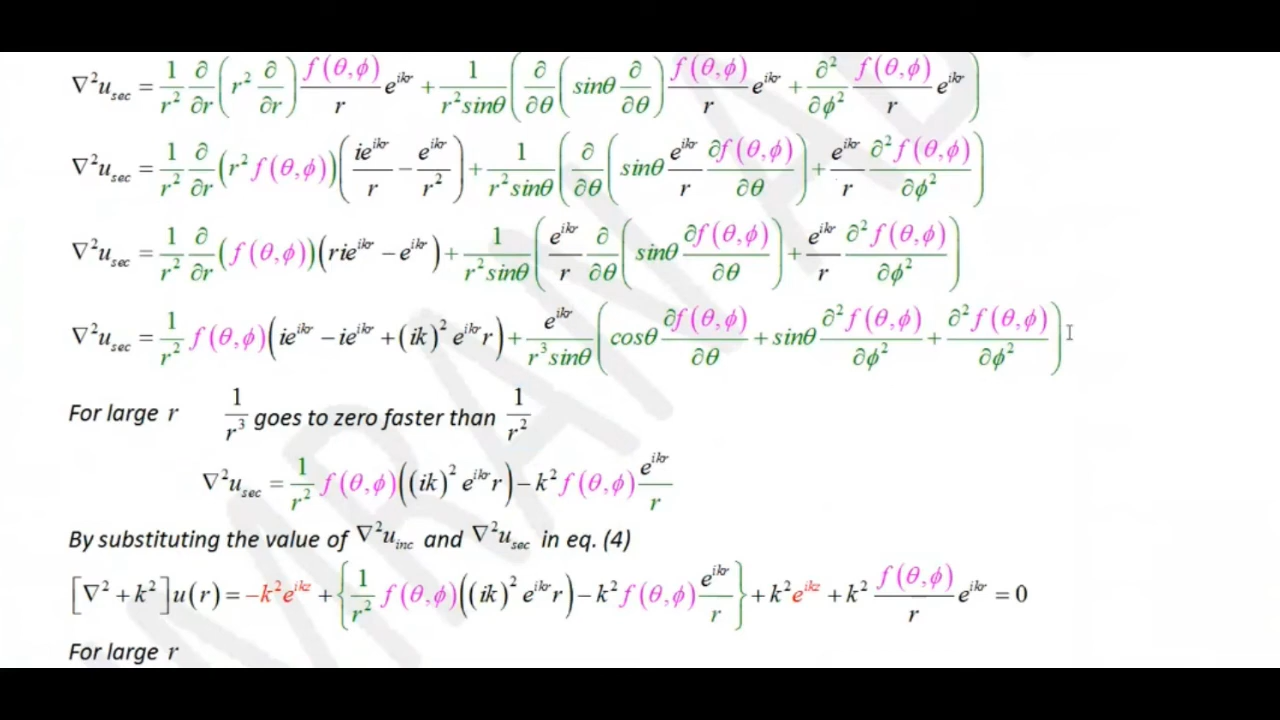 ∇²u_sec = 1/r² ∂/∂r (r² ∂/∂r) f(θ,ϕ)/r e^{ikr} + 1/(r² sinθ) (∂/∂θ (sinθ ∂/∂θ) f(θ,ϕ)/r e^{ikr} + ∂²/∂ϕ² f(θ,ϕ)/r e^{ikr})
∇²u_sec = 1/r² ∂/∂r (r² f(θ,ϕ)) (ie^{ikr}/r − e^{ikr}/r²) + 1/(r² sinθ) (∂/∂θ (sinθ e^{ikr}/r ∂f(θ,ϕ)/∂θ) + e^{ikr}/r ∂²f(θ,ϕ)/∂ϕ²)
∇²u_sec = 1/r² ∂/∂r (f(θ,ϕ)) (rie^{ikr} − e^{ikr}) + 1/(r² sinθ) (e^{ikr}/r ∂/∂θ (sinθ ∂f(θ,ϕ)/∂θ) + e^{ikr}/r ∂²f(θ,ϕ)/∂ϕ²)
∇²u_sec = 1/r² f(θ,ϕ) (ie^{ikr} − ie^{ikr} + (ik)² e^{ikr} r) + e^{ikr}/(r³ sinθ) (cosθ ∂f(θ,ϕ)/∂θ + sinθ ∂²f(θ,ϕ)/∂ϕ² + ∂²f(θ,ϕ)/∂ϕ²)
For large r 1/r³ goes to zero faster than 1/r²
∇²u_sec = 1/r² f(θ,ϕ) ((ik)² e^{ikr} r) − k² f(θ,ϕ) e^{ikr}/r
By substituting the value of ∇²u_inc and ∇²u_sec in eq. (4)
[∇² + k²] u(r) = −k² e^{ikz} + {1/r² f(θ,ϕ) ((ik)² e^{ikr} r) − k² f(θ,ϕ) e^{ikr}/r} + k² e^{ikz} + k² f(θ,ϕ)/r e^{ikr} = 0
For large r